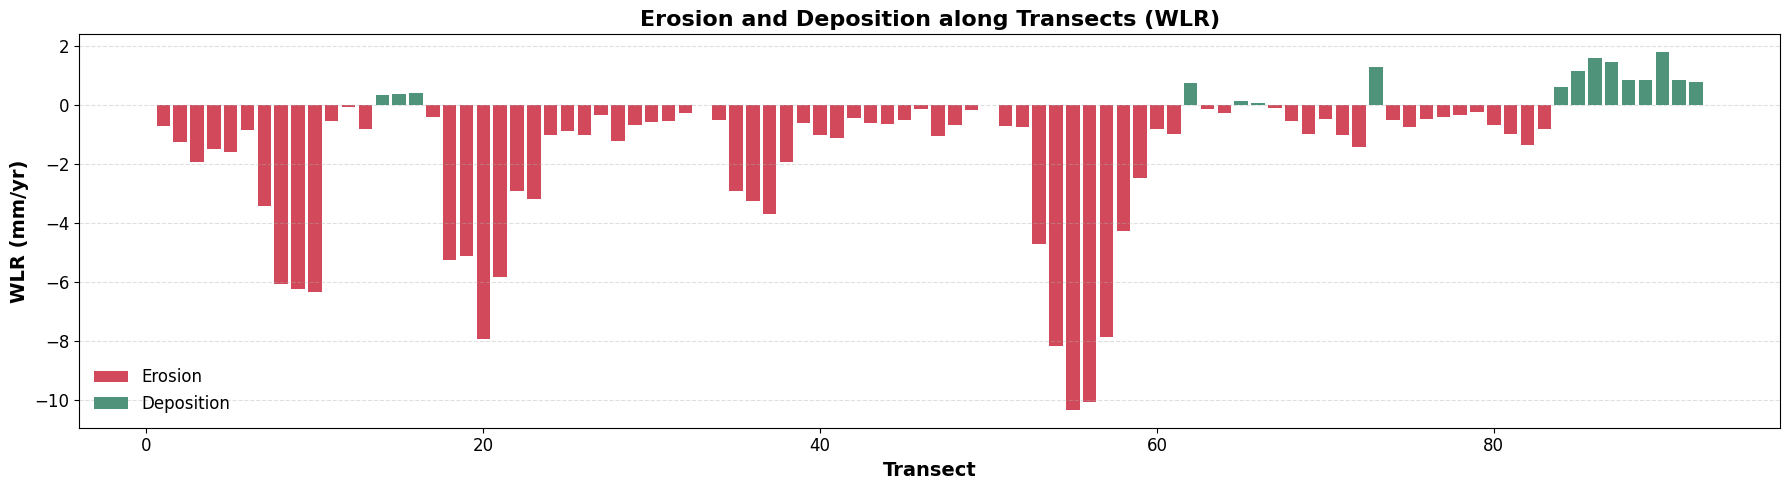 Erosion and Deposition along Transects (WLR)
WLR (mm/yr)
2
0
−2
−4
−6
−8
−10
Erosion
Deposition
0 20 40 60 80
Transect